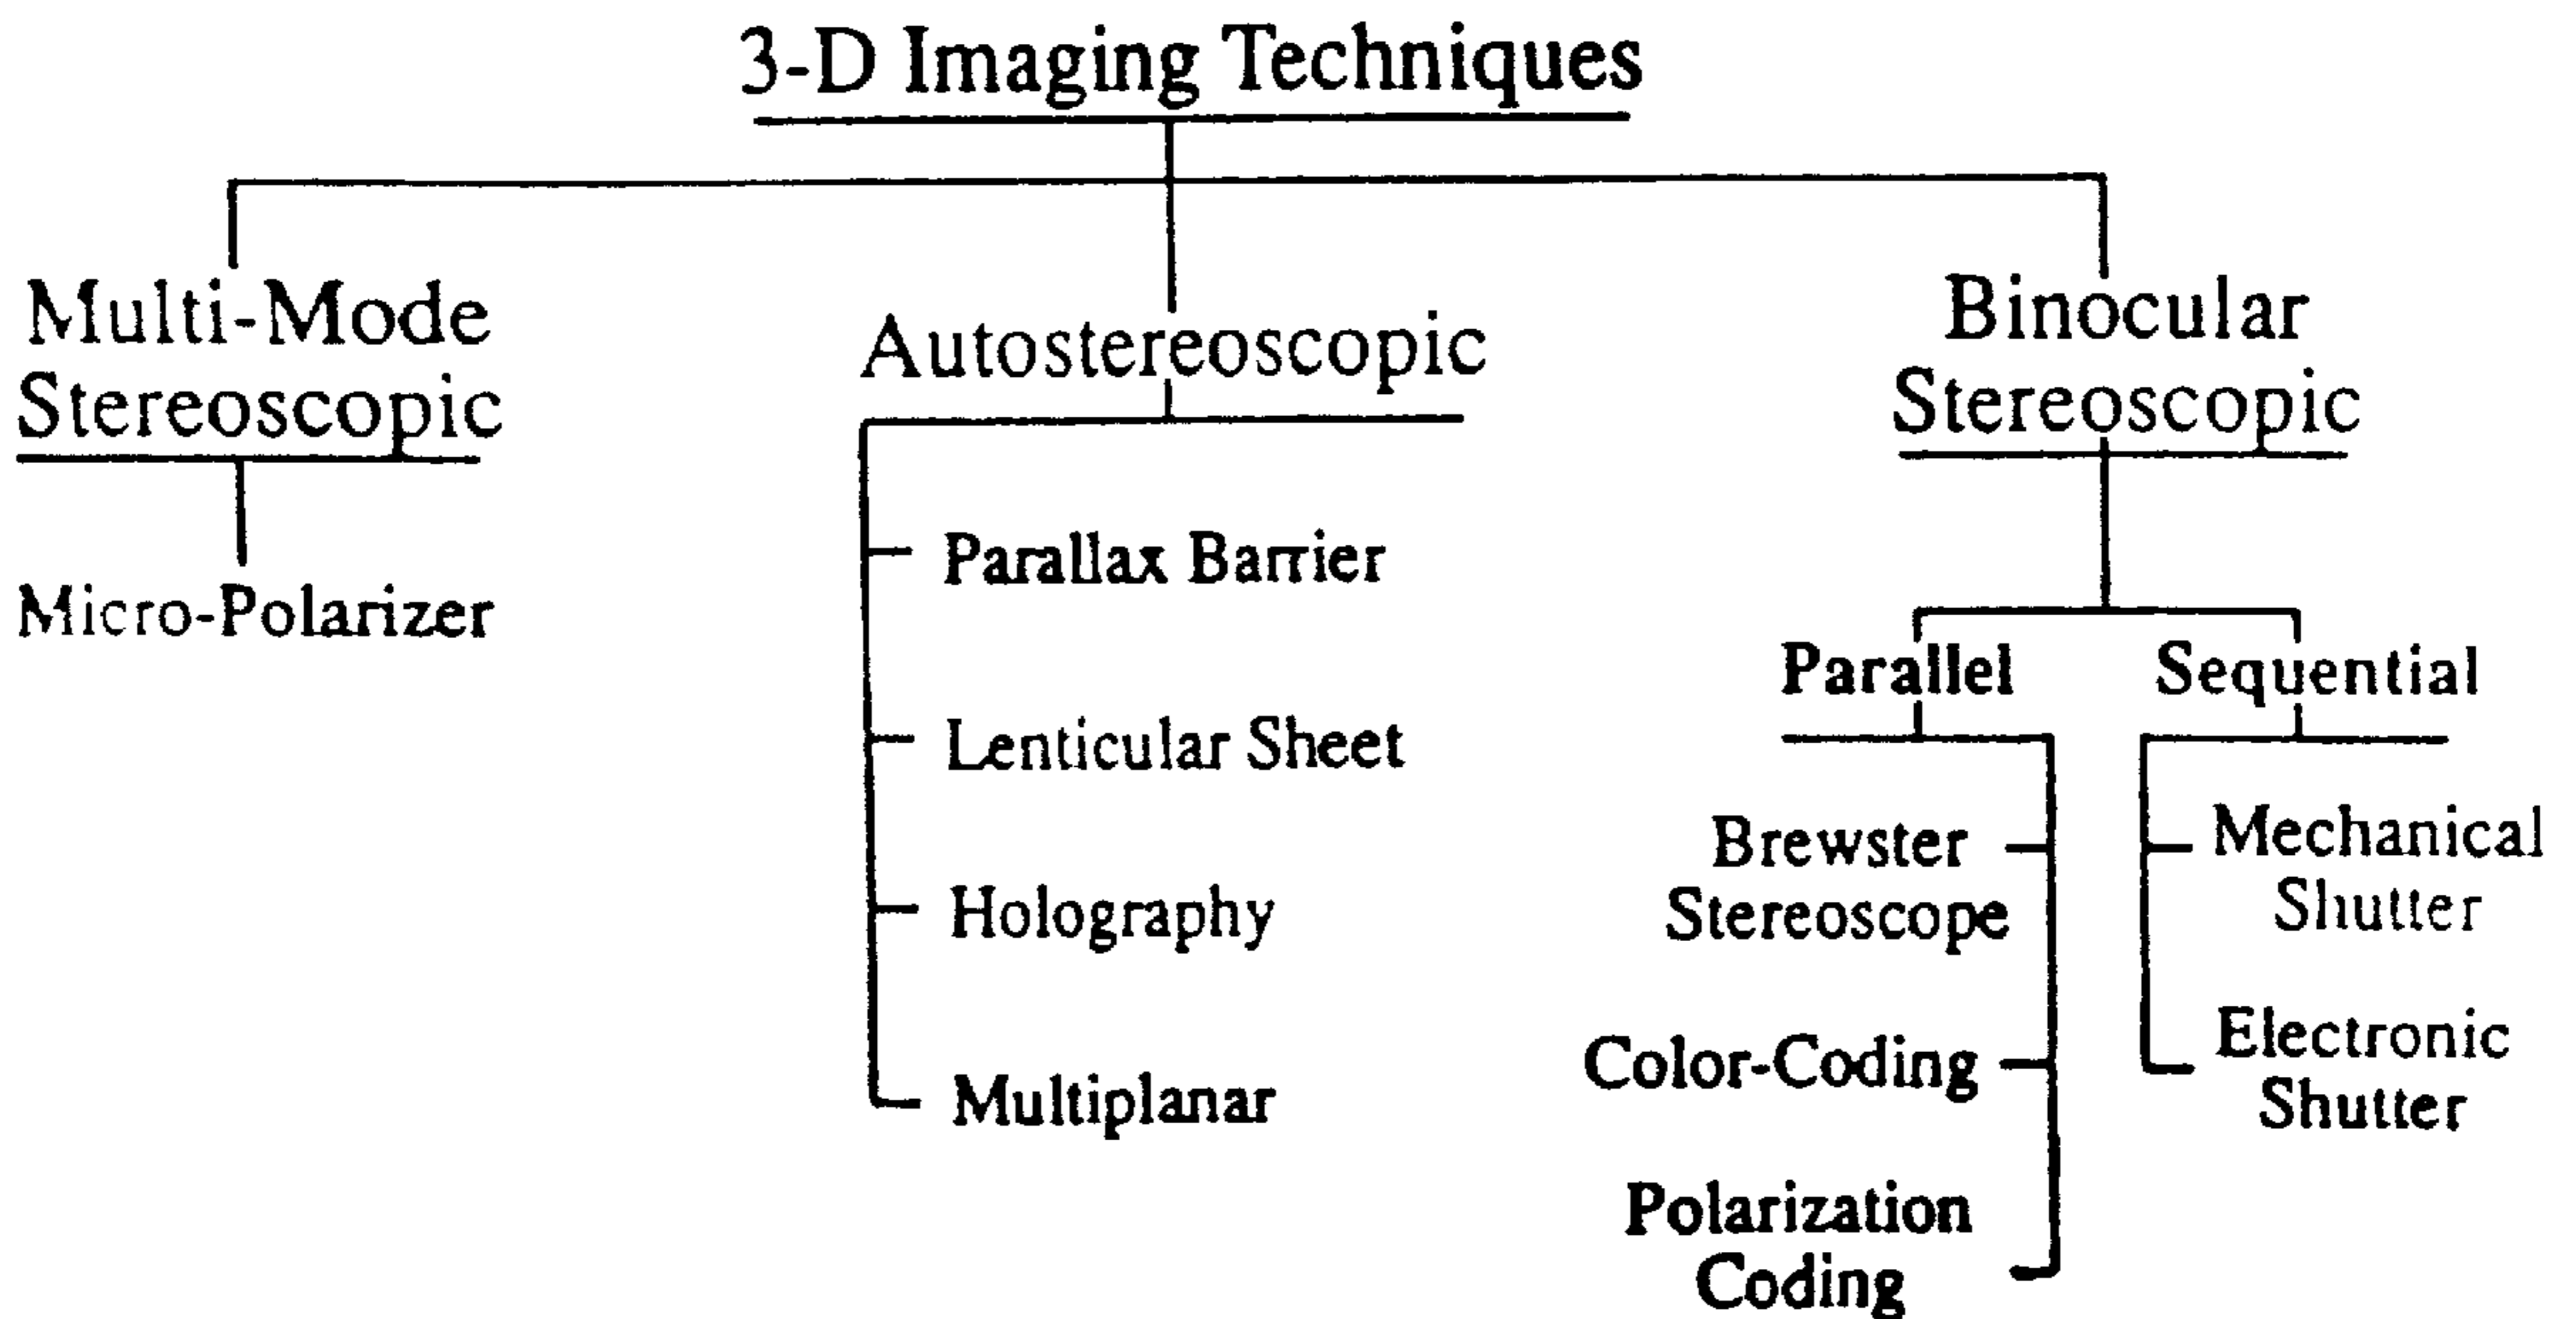 3-D Imaging Techniques
Multi-Mode
Stereoscopic
Micro-Polarizer
Autostereoscopic
Parallax Barrier
Lenticular Sheet
Holography
Multiplanar
Binocular
Stereoscopic
Parallel
Brewster
Stereoscope
Color-Coding
Polarization
Coding
Sequential
Mechanical
Shutter
Electronic
Shutter